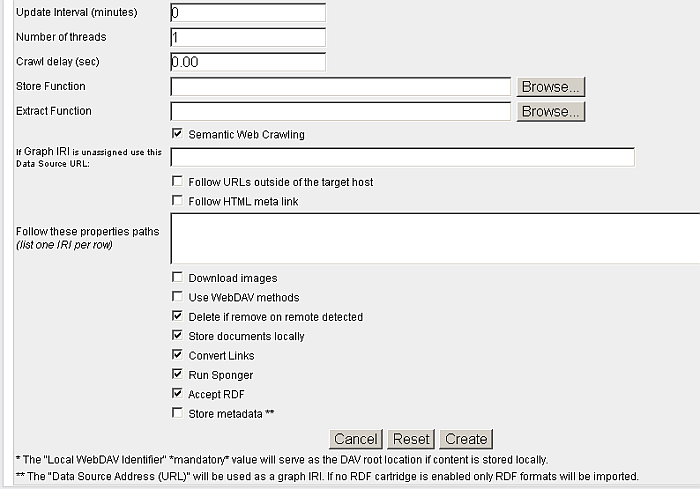 Update Interval (minutes) 0
Number of threads 1
Crawl delay (sec) 0.00
Store Function Browse...
Extract Function Browse...
Semantic Web Crawling
If Graph IRI is unassigned use this
Data Source URL:
Follow URLs outside of the target host
Follow HTML meta link
Follow these properties paths
(list one IRI per row)
Download images
Use WebDAV methods
Delete if remove on remote detected
Store documents locally
Convert Links
Run Sponger
Accept RDF
Store metadata **
Cancel Reset Create
* The "Local WebDAV Identifier" *mandatory* value will serve as the DAV root location if content is stored locally.
** The "Data Source Address (URL)" will be used as a graph IRI. If no RDF cartridge is enabled only RDF formats will be imported.